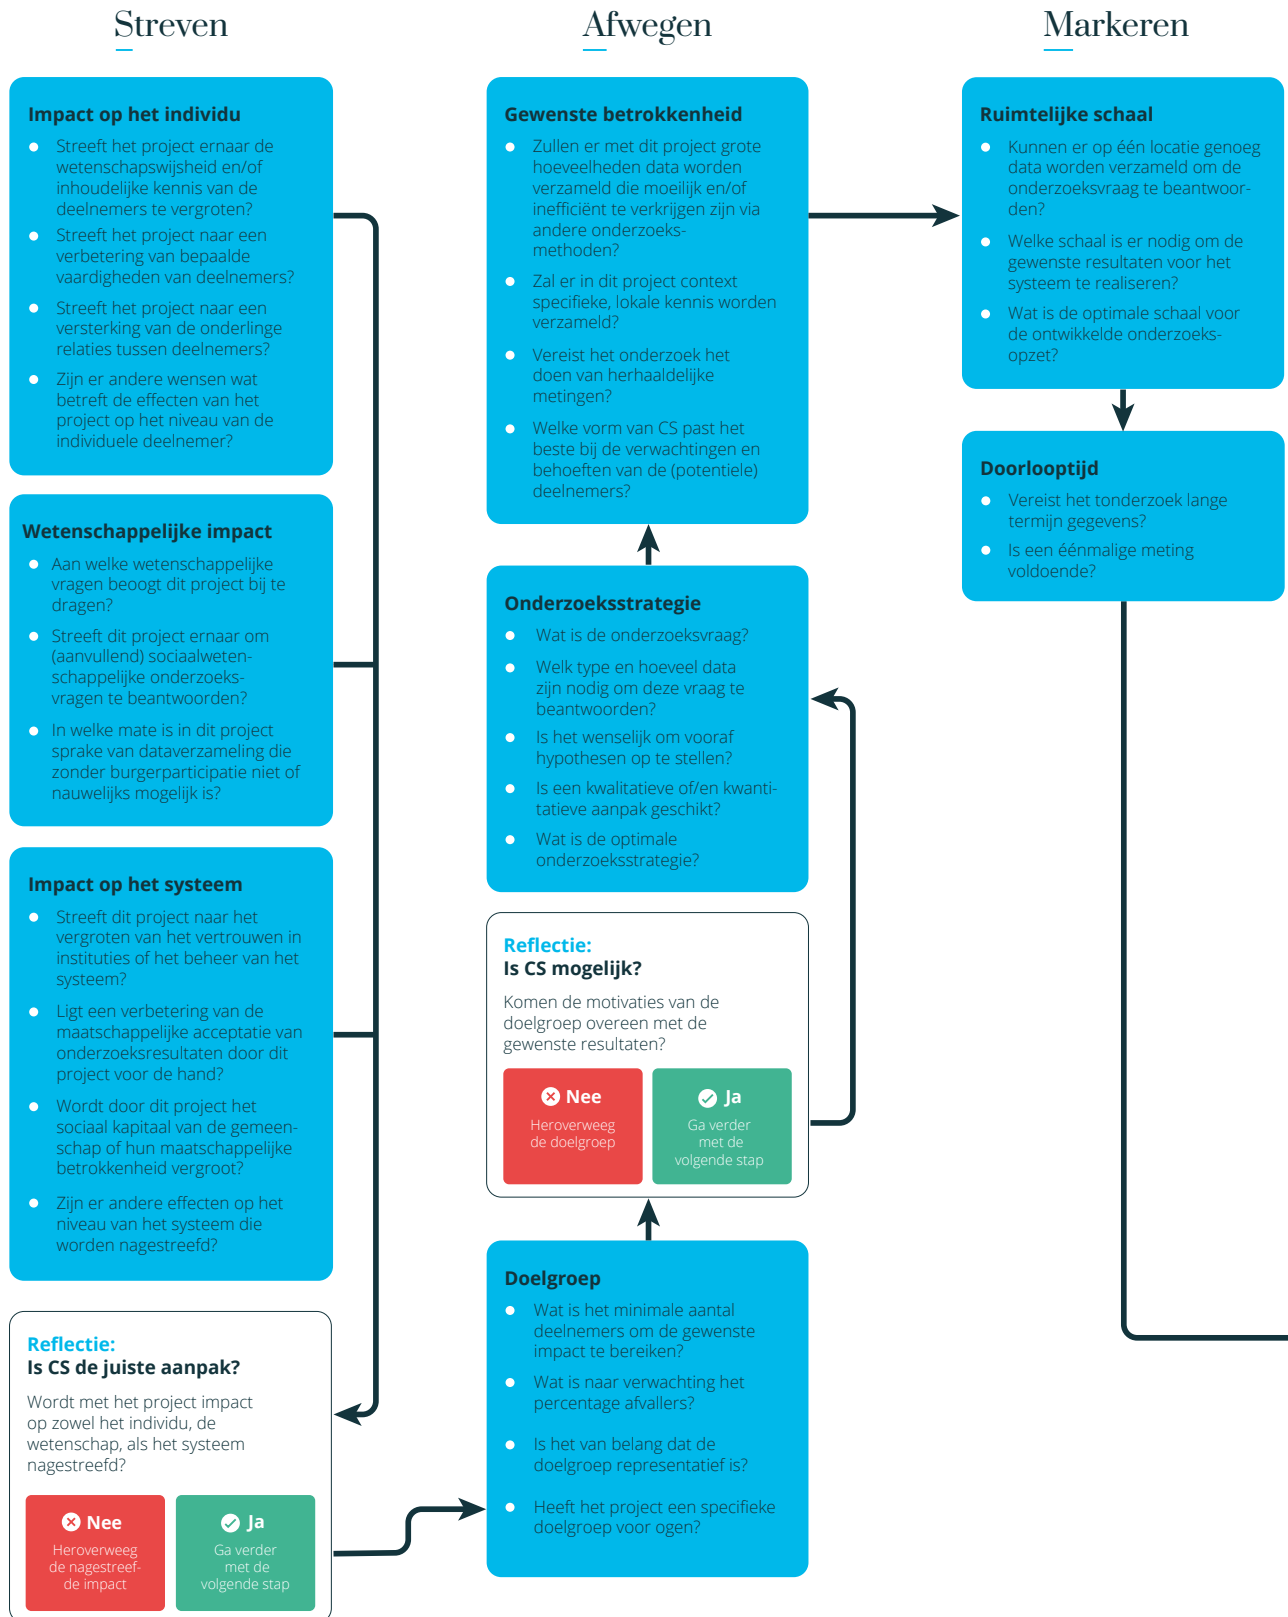 Streven
Impact op het individu
Streeft het project ernaar de
wetenschapswijsheid en/of
inhoudelijke kennis van de
deelnemers te vergroten?
Streeft het project naar een
verbetering van bepaalde
vaardigheden van deelnemers?
Streeft het project naar een
versterking van de onderlinge
relaties tussen deelnemers?
Zijn er andere wensen wat
betreft de effecten van het
project op het niveau van de
individuele deelnemer?
Wetenschappelijke impact
Aan welke wetenschappelijke
vragen beoogt dit project bij te
dragen?
Streeft dit project ernaar om
(aanvullend) sociaalweten-
schappelijke onderzoeks-
vragen te beantwoorden?
In welke mate is in dit project
sprake van dataverzameling die
zonder burgerparticipatie niet of
nauwelijks mogelijk is?
Impact op het systeem
Streeft dit project naar het
vergroten van het vertrouwen in
instituties of het beheer van het
systeem?
Ligt een verbetering van de
maatschappelijke acceptatie van
onderzoeksresultaten door dit
project voor de hand?
Wordt door dit project het
sociaal kapitaal van de gemeen-
schap of hun maatschappelijke
betrokkenheid vergroot?
Zijn er andere effecten op het
niveau van het systeem die
worden nagestreefd?
Reflectie:
Is CS de juiste aanpak?
Wordt met het project impact
op zowel het individu, de
wetenschap, als het systeem
nagestreefd?
Nee
Heroverweeg
de nagestreef-
de impact
Ja
Ga verder
met de
volgende stap
Afwegen
Gewenste betrokkenheid
Zullen er met dit project grote
hoeveelheden data worden
verzameld die moeilijk en/of
inefficiënt te verkrijgen zijn via
andere onderzoeks-
methoden?
Zal er in dit project context
specifieke, lokale kennis worden
verzameld?
Vereist het onderzoek het
doen van herhaaldelijke
metingen?
Welke vorm van CS past het
beste bij de verwachtingen en
behoeften van de (potentiele)
deelnemers?
Onderzoeksstrategie
Wat is de onderzoeksvraag?
Welk type en hoeveel data
zijn nodig om deze vraag te
beantwoorden?
Is het wenselijk om vooraf
hypothesen op te stellen?
Is een kwalitatieve of/en kwanti-
tatieve aanpak geschikt?
Wat is de optimale
onderzoeksstrategie?
Reflectie:
Is CS mogelijk?
Komen de motivaties van de
doelgroep overeen met de
gewenste resultaten?
Nee
Heroverweeg
de doelgroep
Ja
Ga verder
met de
volgende stap
Doelgroep
Wat is het minimale aantal
deelnemers om de gewenste
impact te bereiken?
Wat is naar verwachting het
percentage afvallers?
Is het van belang dat de
doelgroep representatief is?
Heeft het project een specifieke
doelgroep voor ogen?
Markeren
Ruimtelijke schaal
Kunnen er op één locatie genoeg
data worden verzameld om de
onderzoeksvraag te beantwoor-
den?
Welke schaal is er nodig om de
gewenste resultaten voor het
systeem te realiseren?
Wat is de optimale schaal voor
de ontwikkelde onderzoeks-
opzet?
Doorlooptijd
Vereist het tonderzoek lange
termijn gegevens?
Is een éénmalige meting
voldoende?